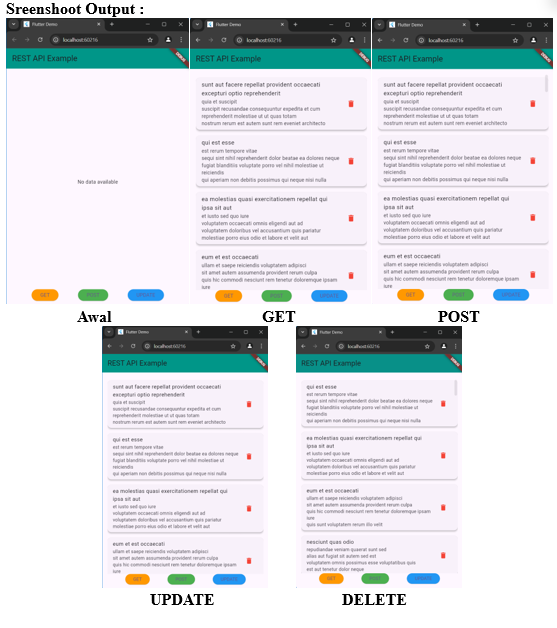 Sreenshoot Output :
Flutter Demo
localhost:60216
REST API Example
DEBUG
No data available
GET
POST
UPDATE
Awal
Flutter Demo
localhost:60216
REST API Example
DEBUG
sunt aut facere repellat provident occaecati
excepturi optio reprehenderit
quia et suscipit
suscipit recusandae consequuntur expedita et cum
reprehenderit molestiae ut ut quas totam
nostrum rerum est autem sunt rem eveniet architecto
qui est esse
est rerum tempore vitae
sequi sint nihil reprehenderit dolor beatae ea dolores neque
fugiat blanditiis voluptate porro vel nihil molestiae ut
reiciendis
qui aperiam non debitis possimus qui neque nisi nulla
ea molestias quasi exercitationem repellat qui
ipsa sit aut
et iusto sed quo iure
voluptatem occaecati omnis eligendi aut ad
voluptatem doloribus vel accusantium quis pariatur
molestiae porro eius odio et labore et velit aut
eum et est occaecati
ullam et saepe reiciendis voluptatem adipisci
sit amet autem assumenda provident rerum culpa
quis hic commodi nesciunt rem tenetur doloremque ipsam
iure
GET
POST
UPDATE
GET
Flutter Demo
localhost:60216
REST API Example
DEBUG
sunt aut facere repellat provident occaecati
excepturi optio reprehenderit
quia et suscipit
suscipit recusandae consequuntur expedita et cum
reprehenderit molestiae ut ut quas totam
nostrum rerum est autem sunt rem eveniet architecto
qui est esse
est rerum tempore vitae
sequi sint nihil reprehenderit dolor beatae ea dolores neque
fugiat blanditiis voluptate porro vel nihil molestiae ut
reiciendis
qui aperiam non debitis possimus qui neque nisi nulla
ea molestias quasi exercitationem repellat qui
ipsa sit aut
et iusto sed quo iure
voluptatem occaecati omnis eligendi aut ad
voluptatem doloribus vel accusantium quis pariatur
molestiae porro eius odio et labore et velit aut
eum et est occaecati
ullam et saepe reiciendis voluptatem adipisci
sit amet autem assumenda provident rerum culpa
quis hic commodi nesciunt rem tenetur doloremque ipsam
iure
GET
POST
UPDATE
POST
Flutter Demo
localhost:60216
REST API Example
DEBUG
sunt aut facere repellat provident occaecati
excepturi optio reprehenderit
quia et suscipit
suscipit recusandae consequuntur expedita et cum
reprehenderit molestiae ut ut quas totam
nostrum rerum est autem sunt rem eveniet architecto
qui est esse
est rerum tempore vitae
sequi sint nihil reprehenderit dolor beatae ea dolores neque
fugiat blanditiis voluptate porro vel nihil molestiae ut
reiciendis
qui aperiam non debitis possimus qui neque nisi nulla
ea molestias quasi exercitationem repellat qui
ipsa sit aut
et iusto sed quo iure
voluptatem occaecati omnis eligendi aut ad
voluptatem doloribus vel accusantium quis pariatur
molestiae porro eius odio et labore et velit aut
eum et est occaecati
ullam et saepe reiciendis voluptatem adipisci
sit amet autem assumenda provident rerum culpa
quis hic commodi nesciunt rem tenetur doloremque ipsam
iure
GET
POST
UPDATE
UPDATE
Flutter Demo
localhost:60216
REST API Example
DEBUG
qui est esse
est rerum tempore vitae
sequi sint nihil reprehenderit dolor beatae ea dolores neque
fugiat blanditiis voluptate porro vel nihil molestiae ut
reiciendis
qui aperiam non debitis possimus qui neque nisi nulla
ea molestias quasi exercitationem repellat qui
ipsa sit aut
et iusto sed quo iure
voluptatem occaecati omnis eligendi aut ad
voluptatem doloribus vel accusantium quis pariatur
molestiae porro eius odio et labore et velit aut
eum et est occaecati
ullam et saepe reiciendis voluptatem adipisci
sit amet autem assumenda provident rerum culpa
quis hic commodi nesciunt rem tenetur doloremque ipsam
iure
quis sunt voluptatem rerum illo velit
nesciunt quas odio
repudiandae veniam quaerat sunt sed
alias aut fugiat sit autem sed est
voluptatem omnis possimus esse voluptatibus quis
est aut tenetur dolor neque
GET
POST
UPDATE
DELETE